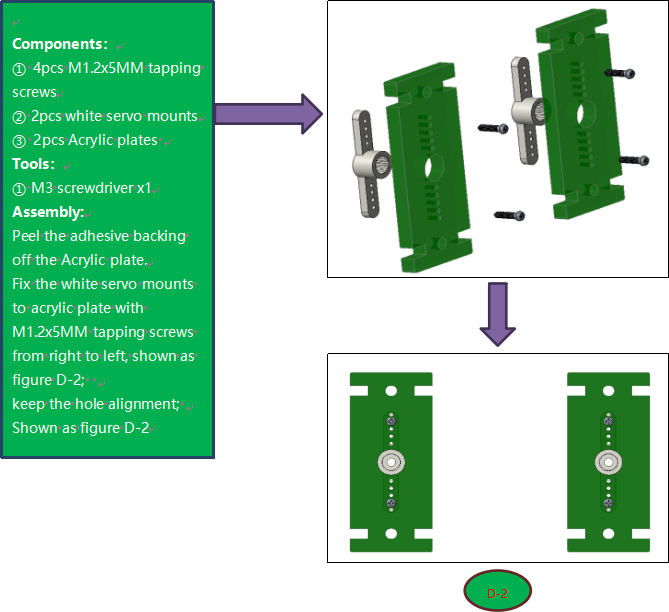 Components:
① 4pcs M1.2x5MM tapping
screws
② 2pcs white servo mounts
③ 2pcs Acrylic plates
Tools:
① M3 screwdriver x1
Assembly:
Peel the adhesive backing
off the Acrylic plate.
Fix the white servo mounts
to acrylic plate with
M1.2x5MM tapping screws
from right to left, shown as
figure D-2;
keep the hole alignment;
Shown as figure D-2
D-2